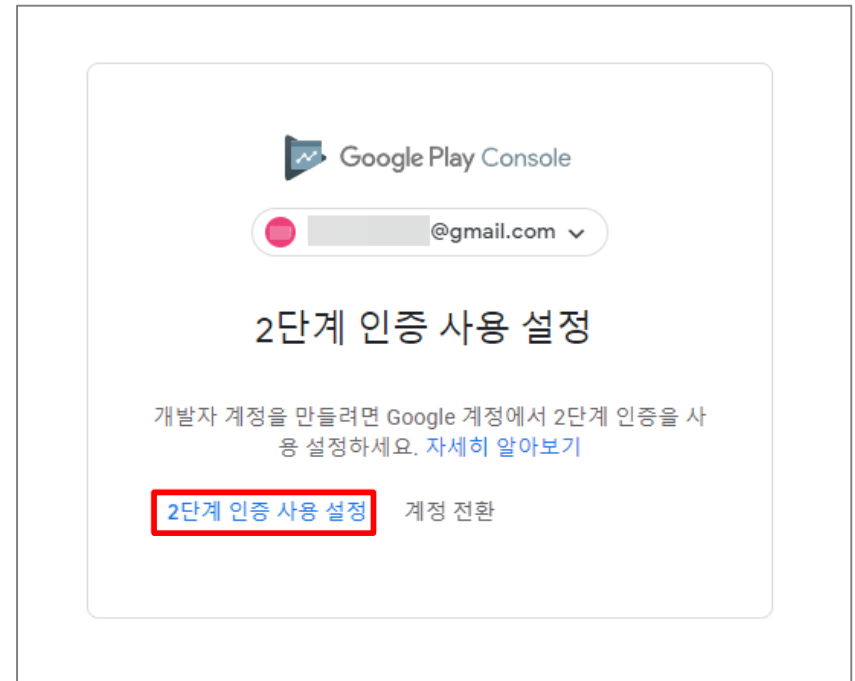 Google Play Console
@gmail.com
2단계 인증 사용 설정
개발자 계정을 만들려면 Google 계정에서 2단계 인증을 사
용 설정하세요. 자세히 알아보기
2단계 인증 사용 설정 계정 전환